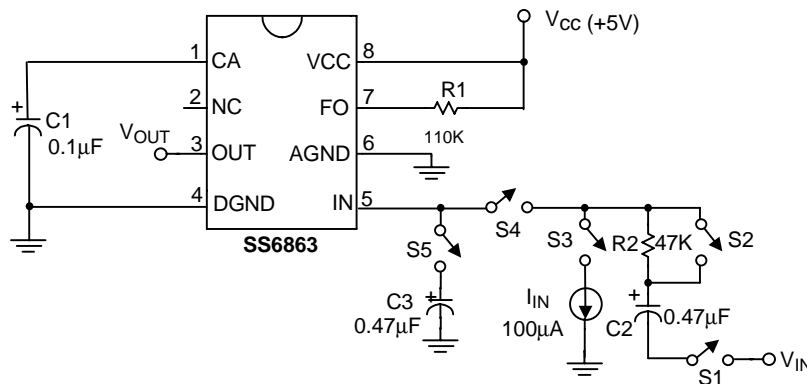 VCC (+5V)
1 CA
VCC 8
2 NC
FO 7
R1
110K
C1
0.1μF
VOUT
3 OUT
AGND 6
4 DGND
IN 5
SS6863
S4
S5
S3
R2
47K
S2
C3
0.47μF
IIN
100μA
0.47μF
C2
S1
VIN